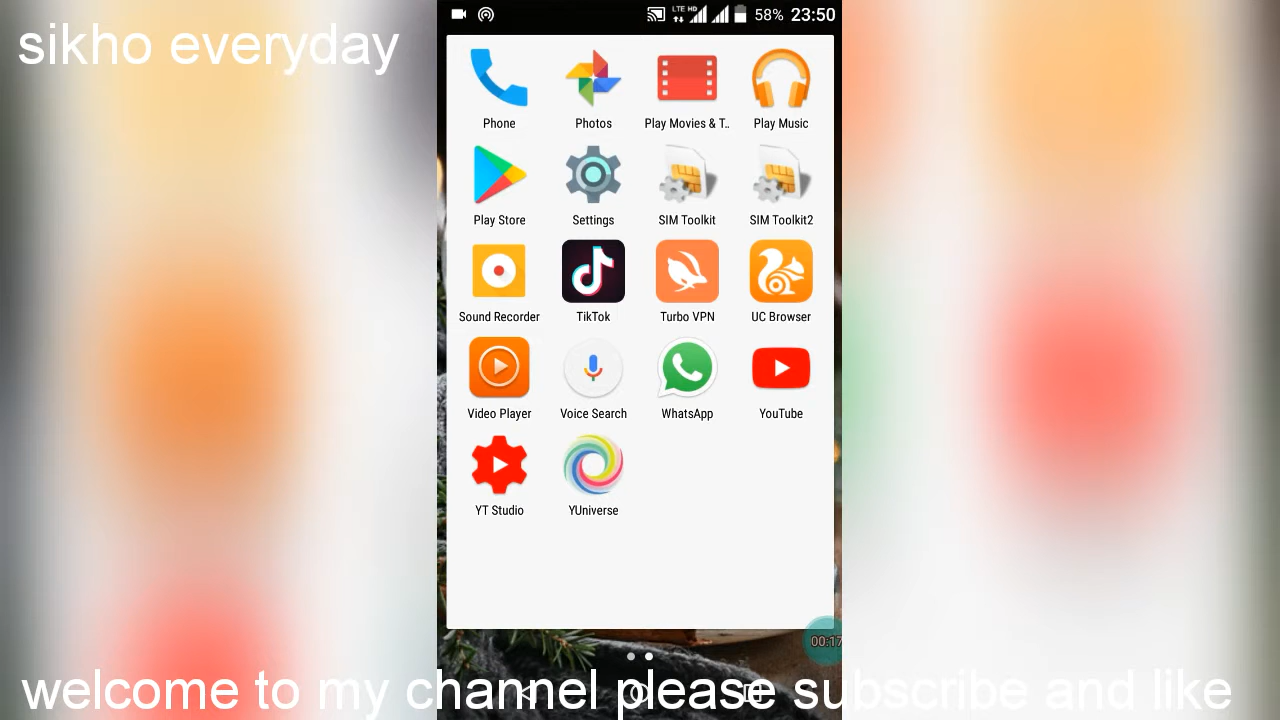 sikho everyday
LTE HD 58% 23:50
Phone Photos Play Movies & T.. Play Music
Play Store Settings SIM Toolkit SIM Toolkit2
Sound Recorder TikTok Turbo VPN UC Browser
Video Player Voice Search WhatsApp YouTube
YT Studio YUniverse
00:17
welcome to my channel please subscribe and like